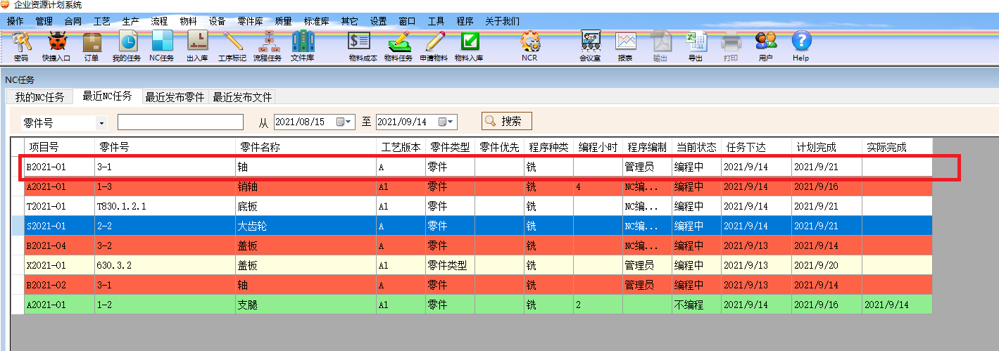 企业资源计划系统
操作 管理 合同 工艺 生产 流程 物料 设备 零件库 质量 标准库 其它 设置 窗口 工具 程序 关于我们
密码 快捷入口 订单 我的任务 NC任务 出入库 工序标记 流程任务 文件库 物料成本 物料任务 申请物料 物料入库 NCR 会议室 报表 输出 导出 打印 用户 Help
NC任务
我的NC任务 最近NC任务 最近发布零件 最近发布文件
零件号 从 2021/08/15 至 2021/09/14 搜索
项目号 零件号 零件名称 工艺版本 零件类型 零件优先 程序种类 编程小时 程序编制 当前状态 任务下达 计划完成 实际完成
B2021-01 3-1 轴 A 零件 铣 管理员 编程中 2021/9/14 2021/9/21
A2021-01 1-3 销轴 A1 零件 铣 4 NC编... 编程中 2021/9/14 2021/9/16
T2021-01 T830.1.2.1 底板 A1 零件 铣 NC编... 编程中 2021/9/14 2021/9/21
S2021-01 2-2 大齿轮 A 零件 铣 NC编... 编程中 2021/9/14 2021/9/21
B2021-04 3-2 盖板 A 零件 铣 NC编... 编程中 2021/9/13 2021/9/14
X2021-01 630.3.2 盖板 A1 零件类型 铣 管理员 编程中 2021/9/13 2021/9/20
B2021-02 3-1 轴 A 零件 铣 管理员 编程中 2021/9/13 2021/9/14
A2021-01 1-2 支腿 A1 零件 铣 2 不编程 2021/9/14 2021/9/16 2021/9/14